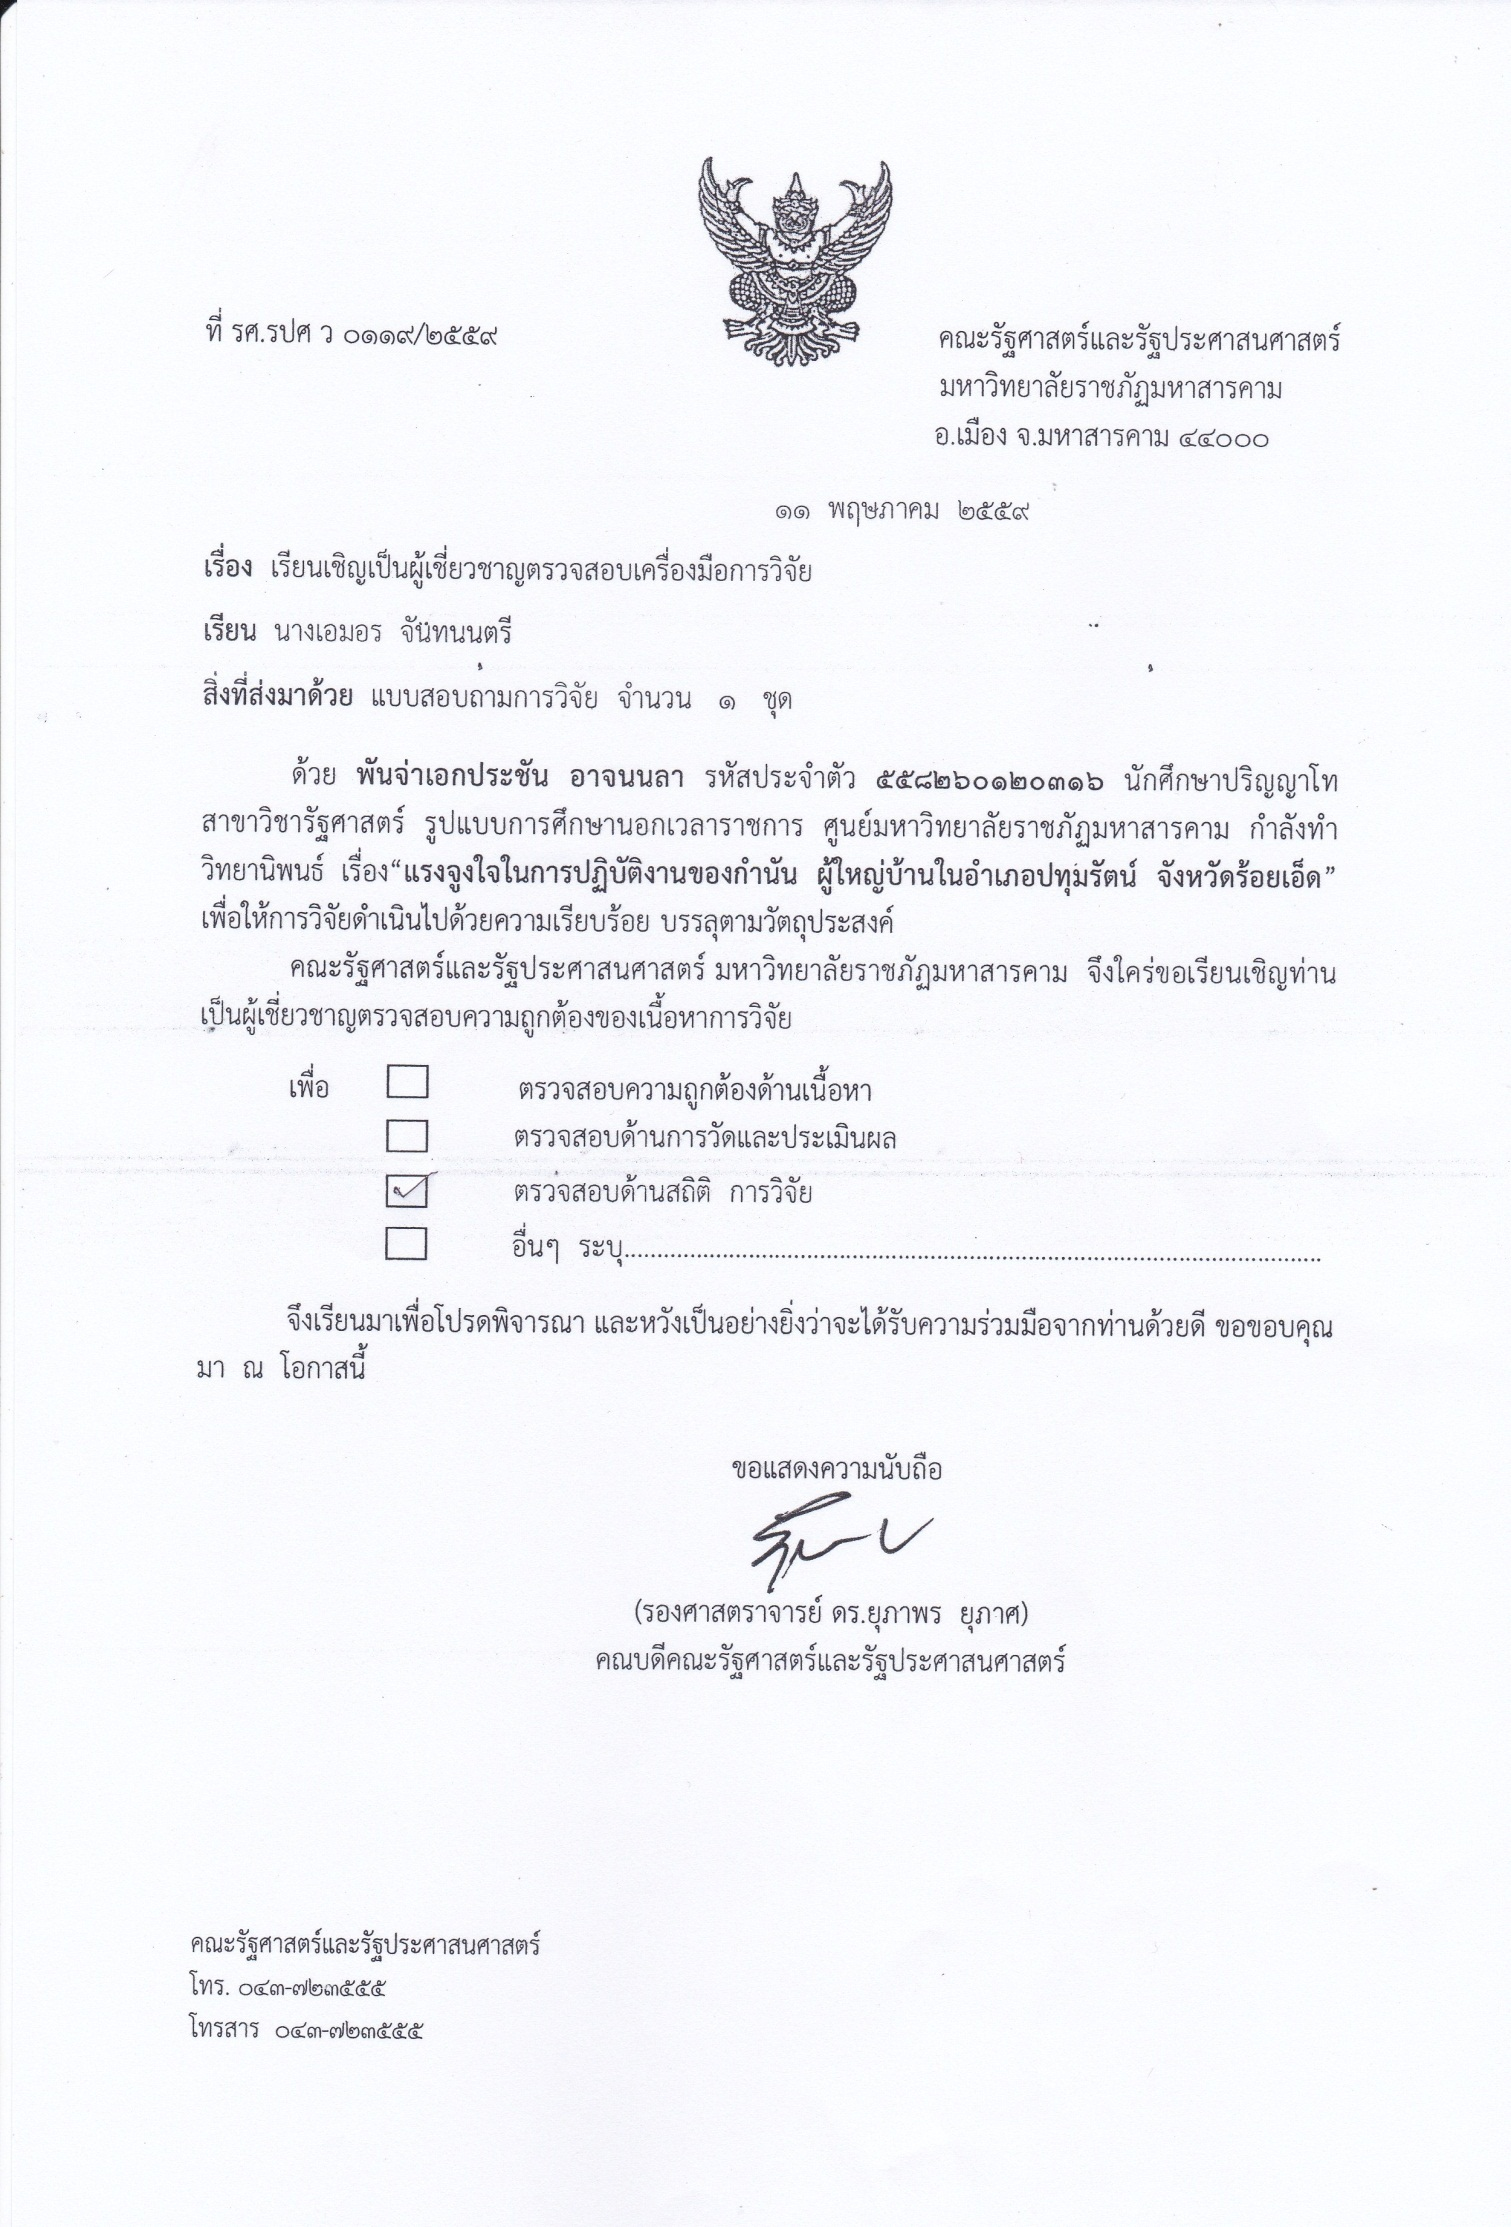 ที่ รศ.รปศ ว ๐๑๑๙/๒๕๕๙
คณะรัฐศาสตร์และรัฐประศาสนศาสตร์
มหาวิทยาลัยราชภัฏมหาสารคาม
อ.เมือง จ.มหาสารคาม ๔๔๐๐๐
๑๑ พฤษภาคม ๒๕๕๙
เรื่อง เรียนเชิญเป็นผู้เชี่ยวชาญตรวจสอบเครื่องมือการวิจัย
เรียน นางเอมอร จันทนนตรี
สิ่งที่ส่งมาด้วย แบบสอบถามการวิจัย จำนวน ๑ ชุด
ด้วย พันจ่าเอกประชัน อาจนนลา รหัสประจำตัว ๕๕๘๒๖๐๑๒๐๓๑๖ นักศึกษาปริญญาโท
สาขาวิชารัฐศาสตร์ รูปแบบการศึกษานอกเวลาราชการ ศูนย์มหาวิทยาลัยราชภัฏมหาสารคาม กำลังทำ
วิทยานิพนธ์ เรื่อง“แรงจูงใจในการปฏิบัติงานของกำนัน ผู้ใหญ่บ้านในอำเภอปทุมรัตน์ จังหวัดร้อยเอ็ด”
เพื่อให้การวิจัยดำเนินไปด้วยความเรียบร้อย บรรลุตามวัตถุประสงค์
คณะรัฐศาสตร์และรัฐประศาสนศาสตร์ มหาวิทยาลัยราชภัฏมหาสารคาม จึงใคร่ขอเรียนเชิญท่าน
เป็นผู้เชี่ยวชาญตรวจสอบความถูกต้องของเนื้อหาการวิจัย
เพื่อ ตรวจสอบความถูกต้องด้านเนื้อหา
ตรวจสอบด้านการวัดและประเมินผล
ตรวจสอบด้านสถิติ การวิจัย
อื่นๆ ระบุ..........................................................................................................
จึงเรียนมาเพื่อโปรดพิจารณา และหวังเป็นอย่างยิ่งว่าจะได้รับความร่วมมือจากท่านด้วยดี ขอขอบคุณ
มา ณ โอกาสนี้
ขอแสดงความนับถือ
(รองศาสตราจารย์ ดร.ยุภาพร ยุภาศ)
คณบดีคณะรัฐศาสตร์และรัฐประศาสนศาสตร์
คณะรัฐศาสตร์และรัฐประศาสนศาสตร์
โทร. ๐๔๓-๗๒๓๕๕๕
โทรสาร ๐๔๓-๗๒๓๕๕๕